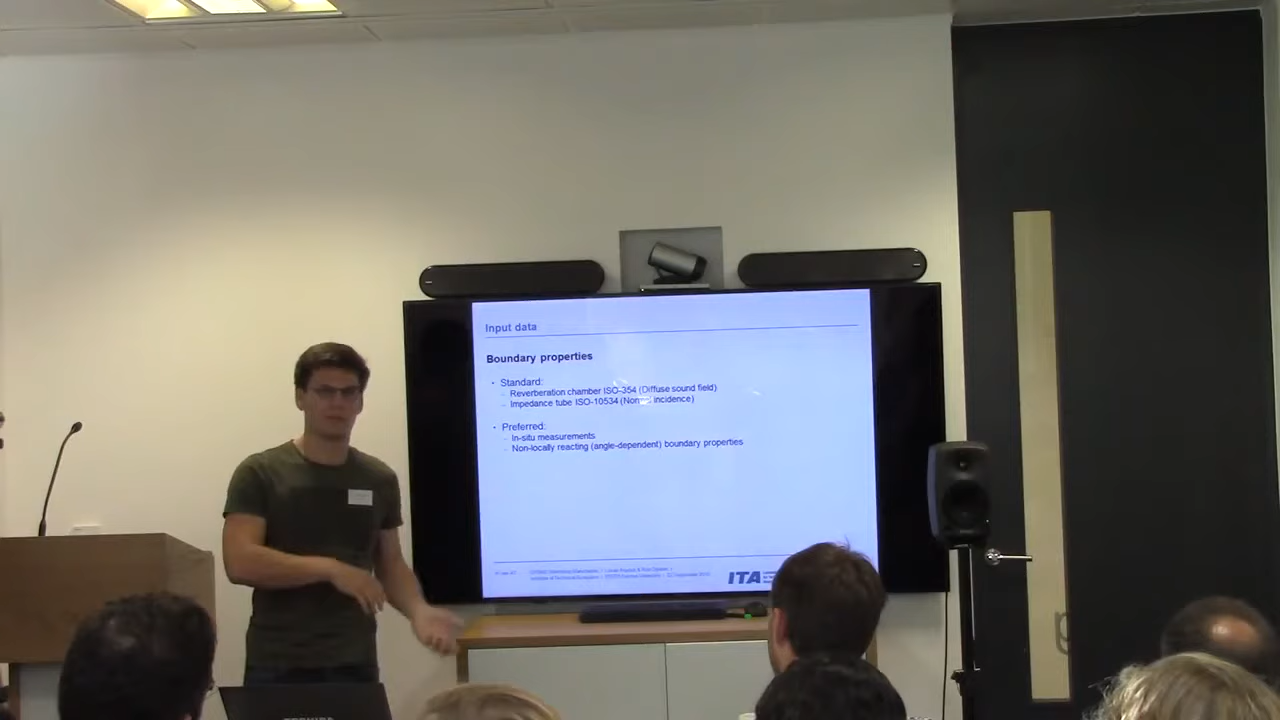 Input data
Boundary properties
• Standard:
– Reverberation chamber ISO-354 (Diffuse sound field)
– Impedance tube ISO-10534 (Normal incidence)
• Preferred:
– In-situ measurements
– Non-locally reacting (angle-dependent) boundary properties
ITA
TOSHIBA